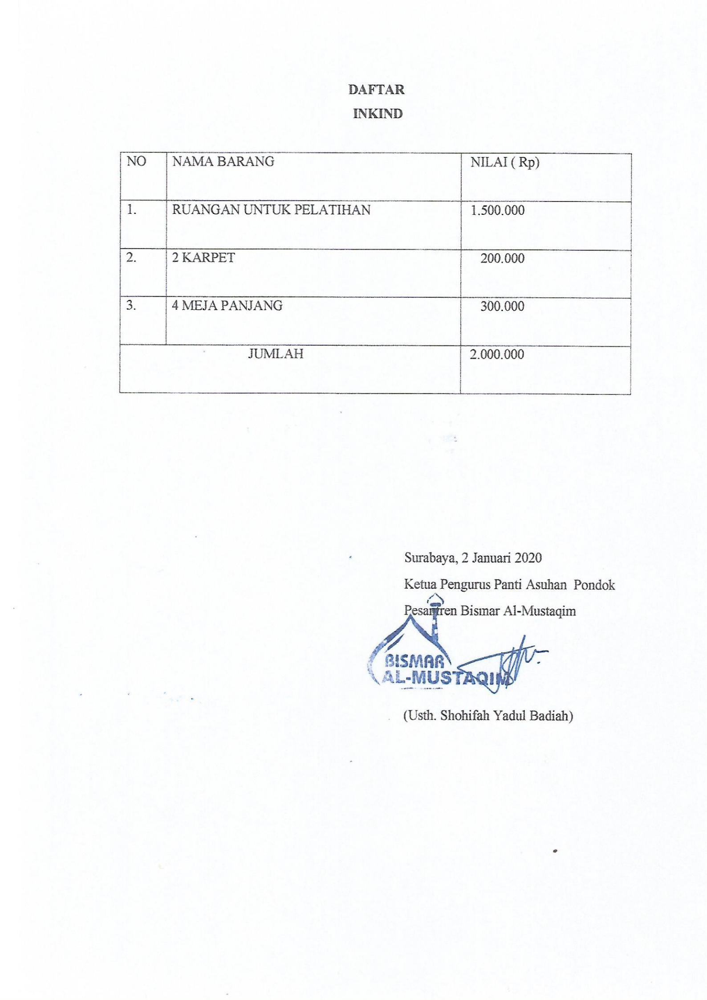 DAFTAR
INKIND
NO NAMA BARANG NILAI ( Rp)
1. RUANGAN UNTUK PELATIHAN 1.500.000
2. 2 KARPET 200.000
3. 4 MEJA PANJANG 300.000
JUMLAH 2.000.000
Surabaya, 2 Januari 2020
Ketua Pengurus Panti Asuhan Pondok
Pesantren Bismar Al-Mustaqim
BISMAR
AL-MUSTAQIM
(Usth. Shohifah Yadul Badiah)